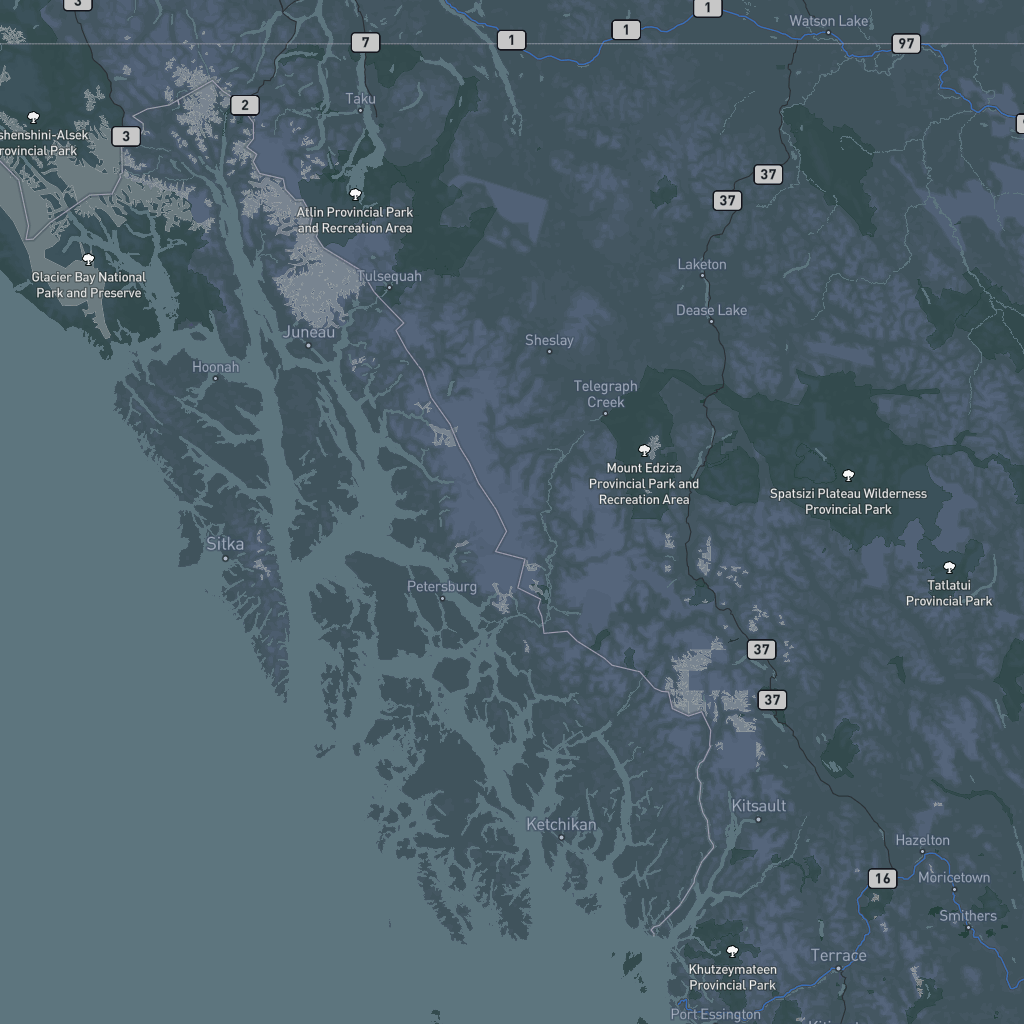 3
1
Watson Lake
7
1
1
97
Taku
2
3
37
Provincial Park
37
Atlin Provincial Park
and Recreation Area
Glacier Bay National
Park and Preserve
Tulsequah
Laketon
Dease Lake
Juneau
Sheslay
Hoonah
Telegraph
Creek
Mount Edziza
Provincial Park and
Recreation Area
Spatsizi Plateau Wilderness
Provincial Park
Sitka
Petersburg
Tatlatui
Provincial Park
37
37
Kitsault
Ketchikan
Hazelton
16
Moricetown
Smithers
Terrace
Khutzeymateen
Provincial Park
Port Essington